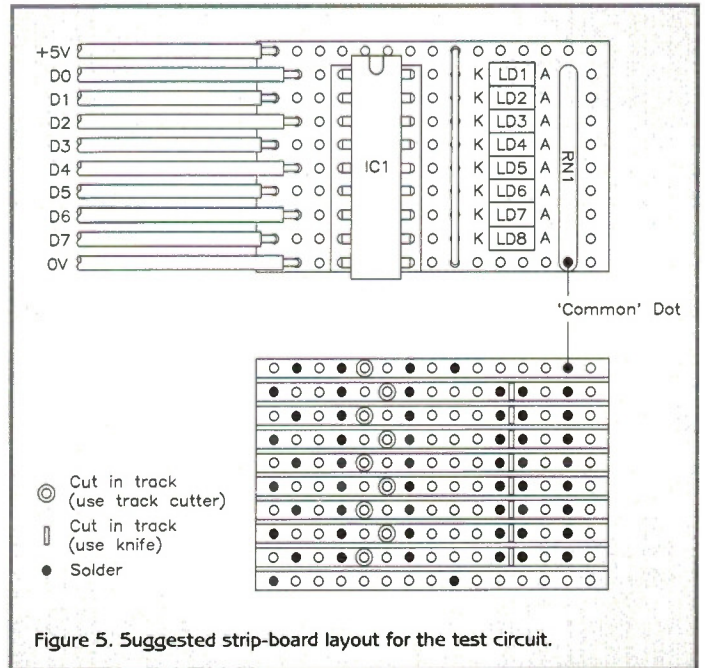 +5V
D0
D1
D2
D3
D4
D5
D6
D7
0V
IC1
K LD1 A
K LD2 A
K LD3 A
K LD4 A
K LD5 A
K LD6 A
K LD7 A
K LD8 A
RN1
'Common' Dot
Cut in track
(use track cutter)
Cut in track
(use knife)
Solder
Figure 5. Suggested strip-board layout for the test circuit.